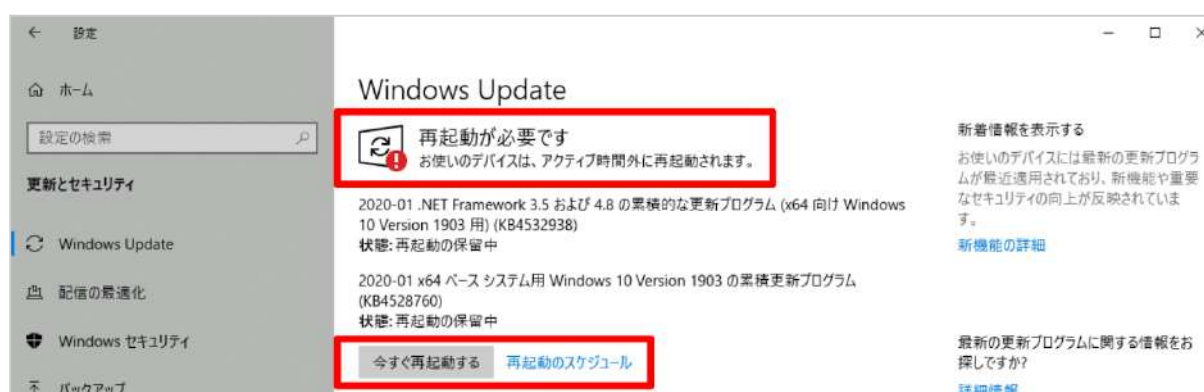 設定
ホーム
設定の検索
更新とセキュリティ
Windows Update
配信の最適化
Windows セキュリティ
バックアップ
Windows Update
再起動が必要です
お使いのデバイスは、アクティブ時間外に再起動されます。
2020-01 .NET Framework 3.5 および 4.8 の累積的な更新プログラム (x64 向け Windows
10 Version 1903 用) (KB4532938)
状態: 再起動の保留中
2020-01 x64 ベース システム用 Windows 10 Version 1903 の累積更新プログラム
(KB4528760)
状態: 再起動の保留中
今すぐ再起動する 再起動のスケジュール
新着情報を表示する
お使いのデバイスには最新の更新プログラ
ムが最近適用されており、新機能や重要
なセキュリティの向上が反映されていま
す。
新機能の詳細
最新の更新プログラムに関する情報をお
探しですか?
詳細情報